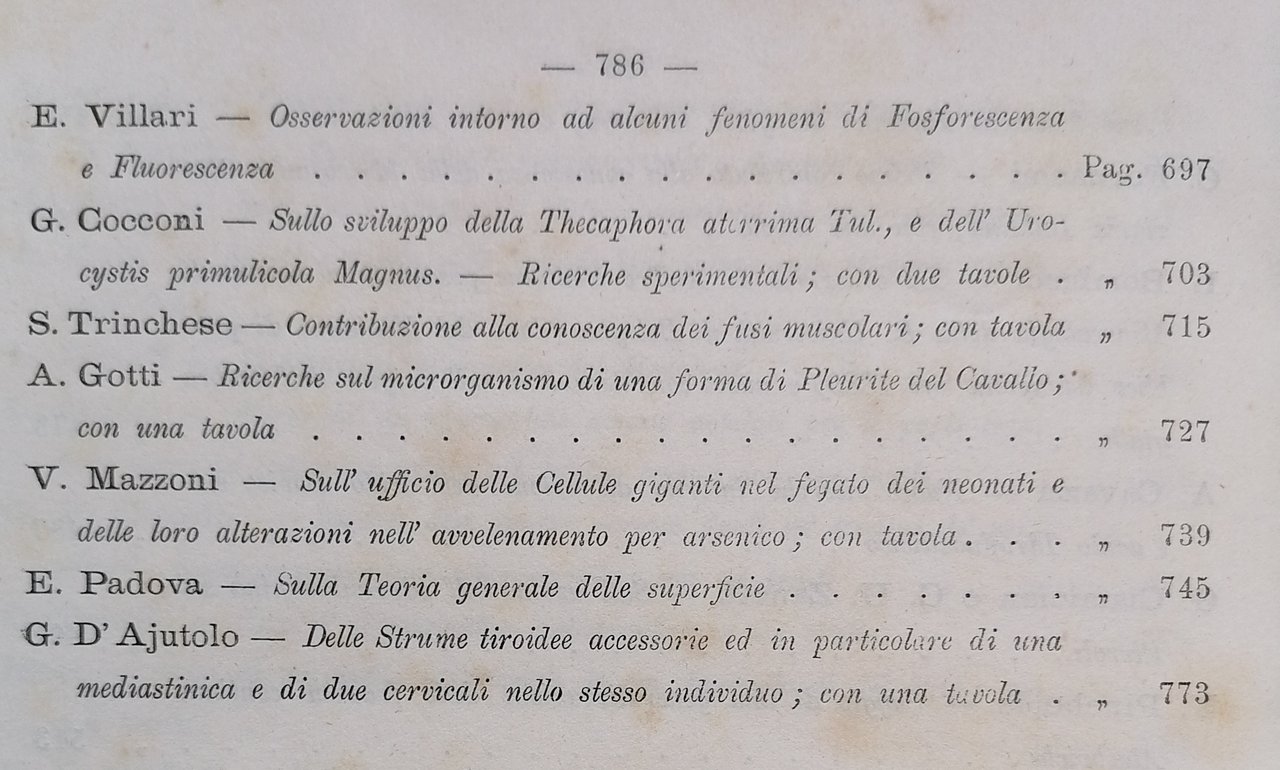 — 786 —
E. Villari — Osservazioni intorno ad alcuni fenomeni di Fosforescenza
e Fluorescenza . . . . . . . . . . . . . . . . . . Pag. 697
G. Cocconi — Sullo sviluppo della Thecaphora aterrima Tul., e dell' Uro-
cystis primulicola Magnus. — Ricerche sperimentali; con due tavole . „ 703
S. Trinchese — Contribuzione alla conoscenza dei fusi muscolari; con tavola „ 715
A. Gotti — Ricerche sul microrganismo di una forma di Pleurite del Cavallo;
con una tavola . . . . . . . . . . . . . . . . . . „ 727
V. Mazzoni — Sull' ufficio delle Cellule giganti nel fegato dei neonati e
delle loro alterazioni nell' avvelenamento per arsenico; con tavola . . . „ 739
E. Padova — Sulla Teoria generale delle superficie . . . . . . . „ 745
G. D' Ajutolo — Delle Strume tiroidee accessorie ed in particolare di una
mediastinica e di due cervicali nello stesso individuo; con una tavola . „ 773